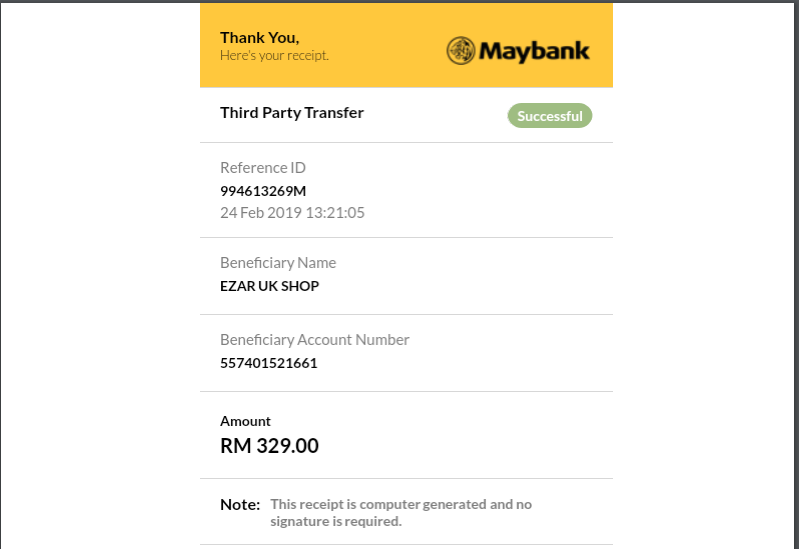 Thank You,
Here's your receipt.
Maybank
Third Party Transfer
Successful
Reference ID
994613269M
24 Feb 2019 13:21:05
Beneficiary Name
EZAR UK SHOP
Beneficiary Account Number
557401521661
Amount
RM 329.00
Note: This receipt is computer generated and no
signature is required.